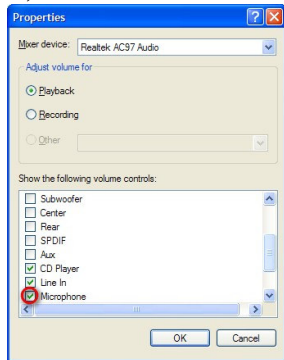 Properties
Mixer device: Realtek AC97 Audio
Adjust volume for
Playback
Recording
Other
Show the following volume controls:
Subwoofer
Center
Rear
SPDIF
Aux
CD Player
Line In
Microphone
OK Cancel